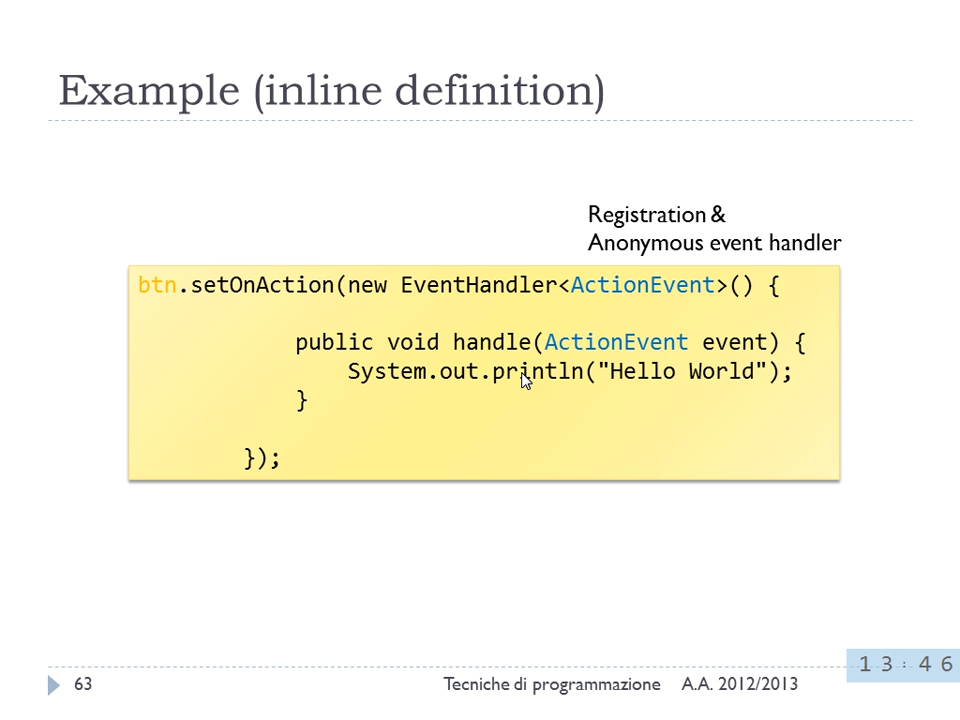 Example (inline definition)
Registration &
Anonymous event handler
btn.setOnAction(new EventHandler<ActionEvent>() {
public void handle(ActionEvent event) {
System.out.println("Hello World");
}
});
63
Tecniche di programmazione A.A. 2012/2013
13:46